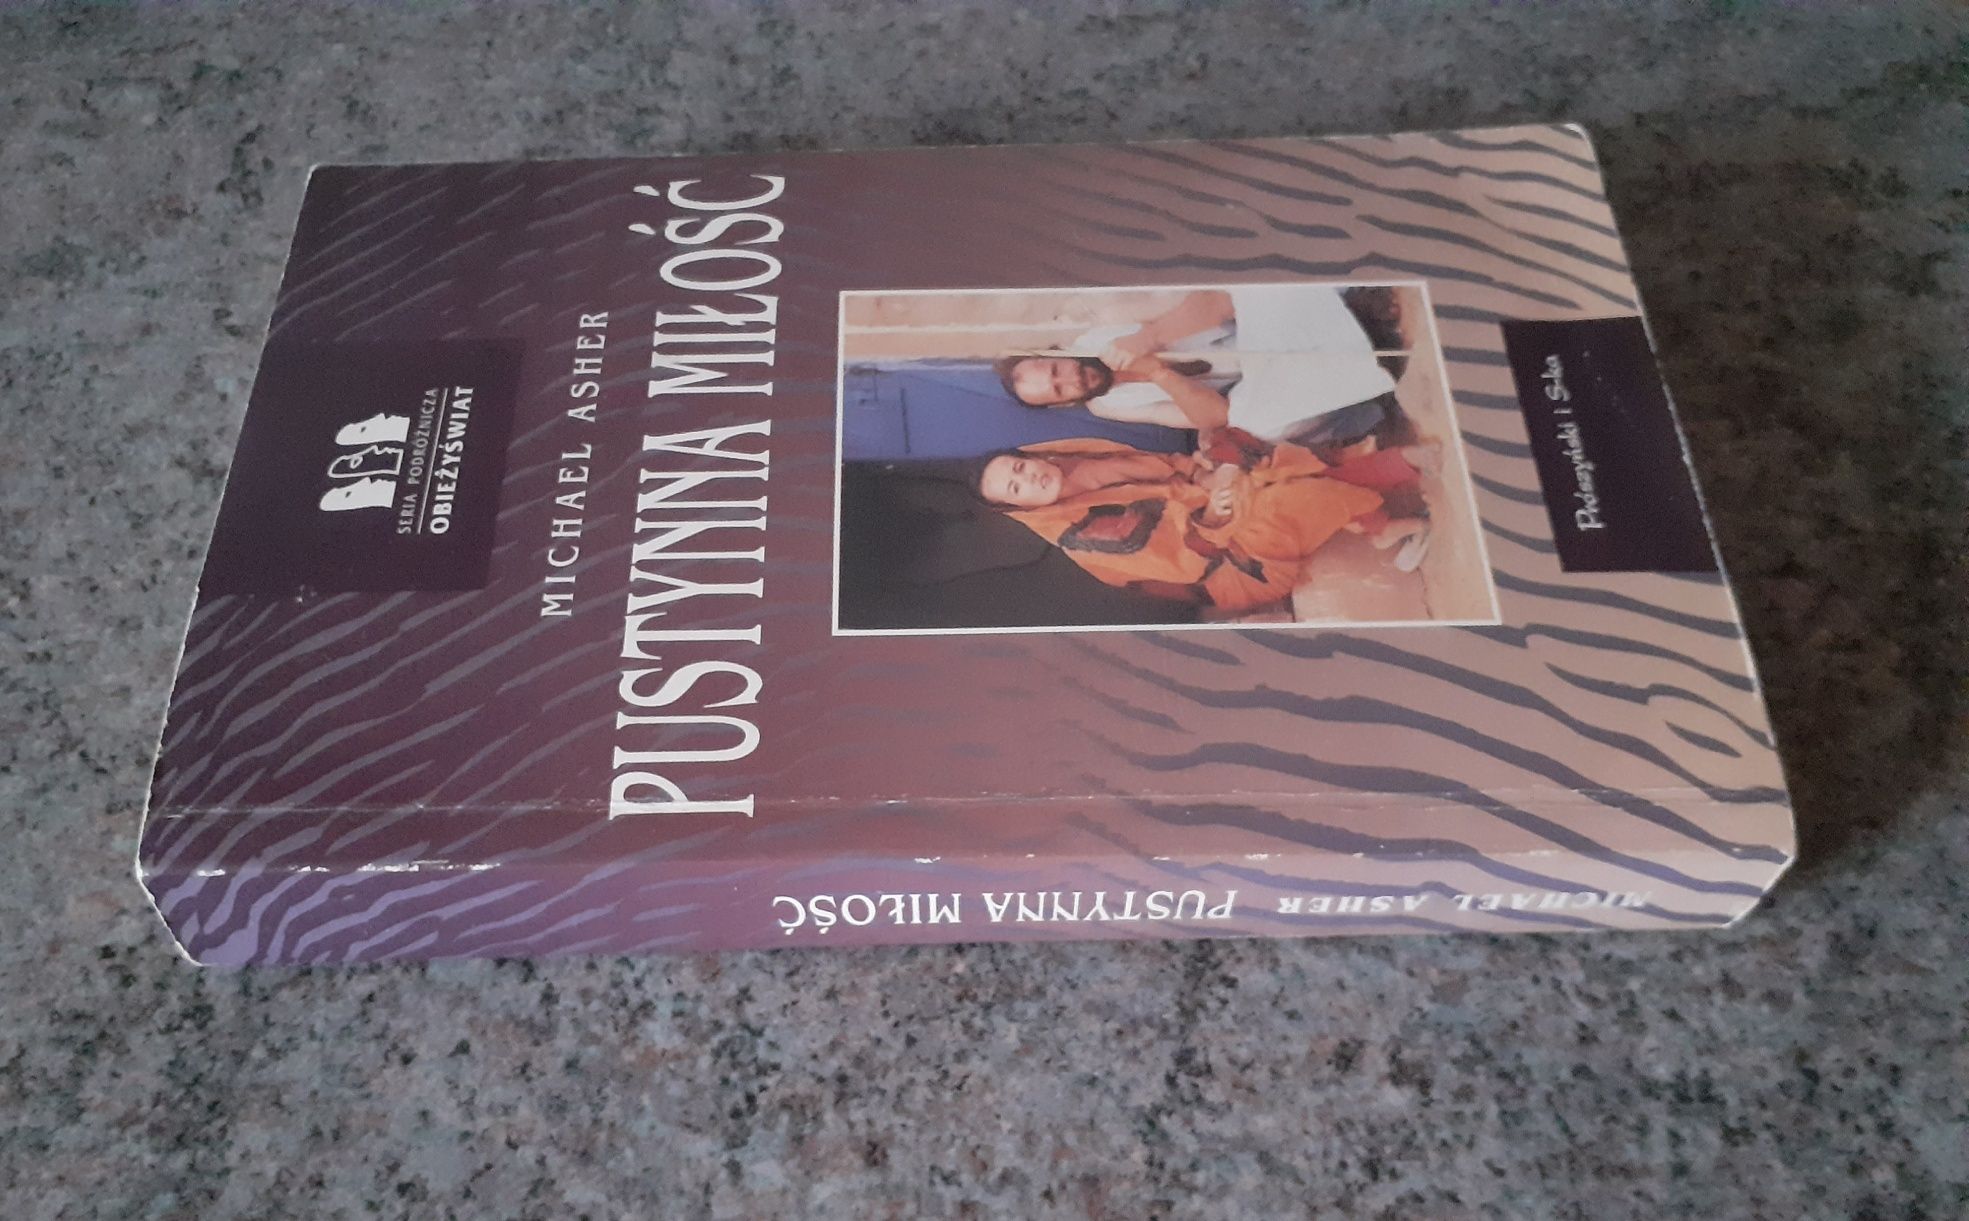 SERIA PODRÓŻNICZA
OBIEŻYŚWIAT
MICHAEL ASHER
PUSTYNNA MIŁOŚĆ
Prószyński i S-ka
MICHAEL ASHER PUSTYNNA MIŁOŚĆ